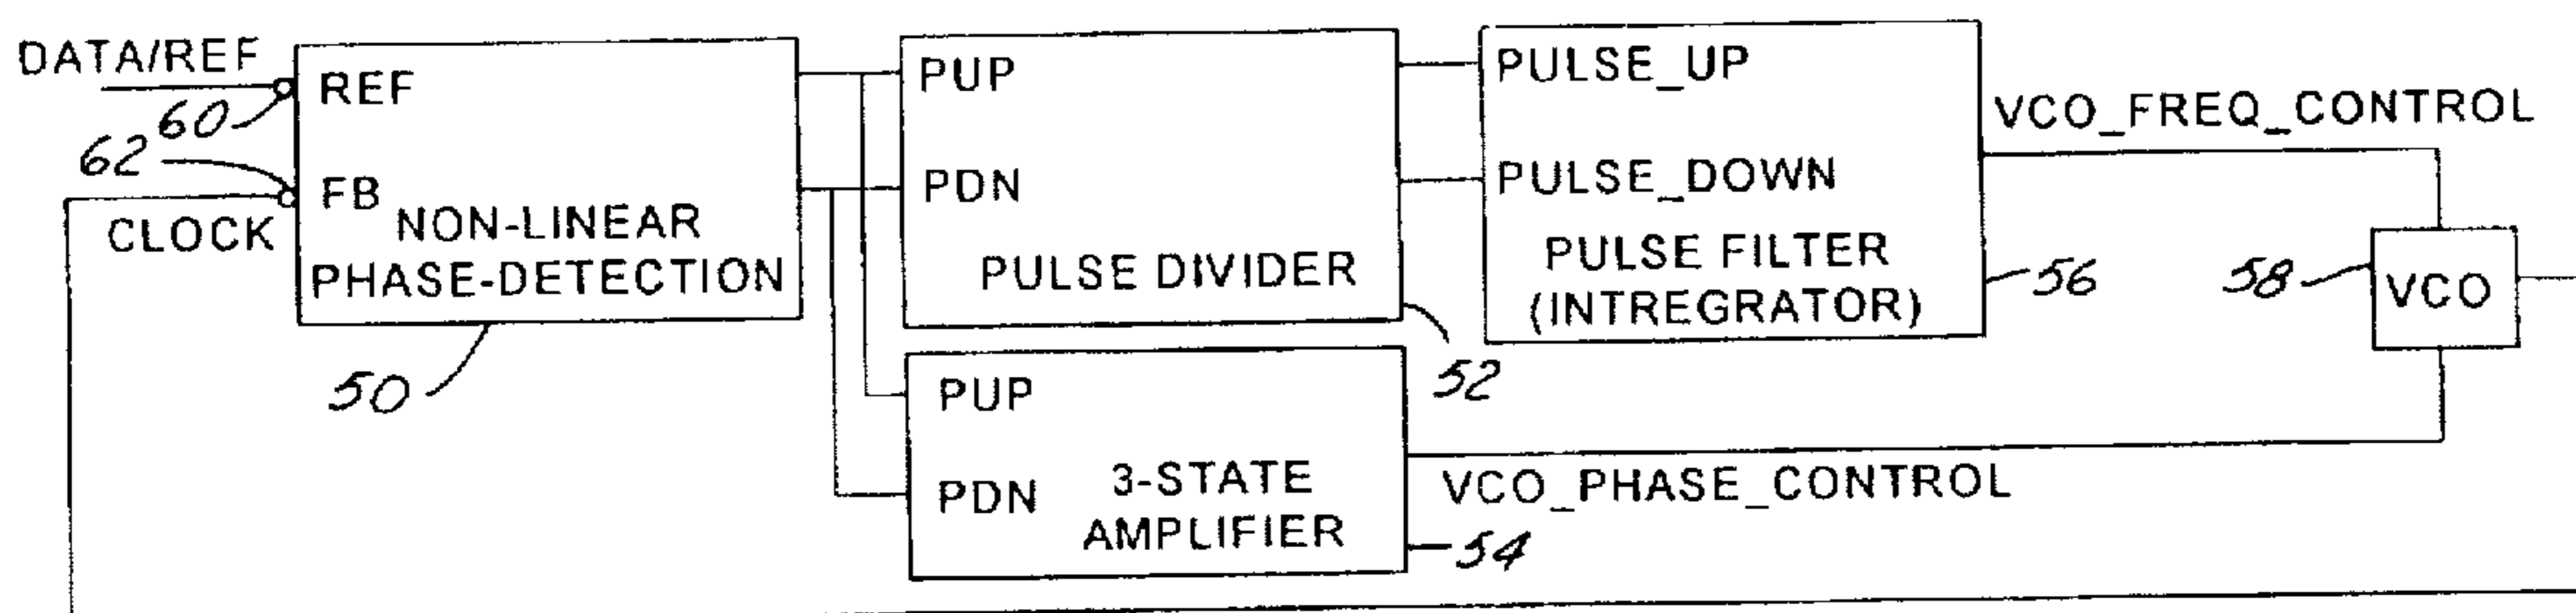 DATA/REF
60
REF
62
FB
CLOCK
NON-LINEAR
PHASE-DETECTION
50
PUP
PDN
PULSE DIVIDER
52
PULSE_UP
PULSE_DOWN
PULSE FILTER
(INTREGRATOR)
56
VCO_FREQ_CONTROL
58
VCO
PUP
PDN
3-STATE
AMPLIFIER
54
VCO_PHASE_CONTROL